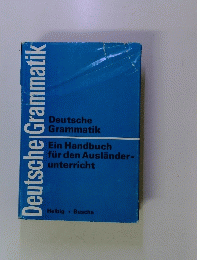 Deutsche Grammatik
Deutsche
Grammatik
Ein Handbuch
für den Ausländer-
unterricht
Helbig · Buscha